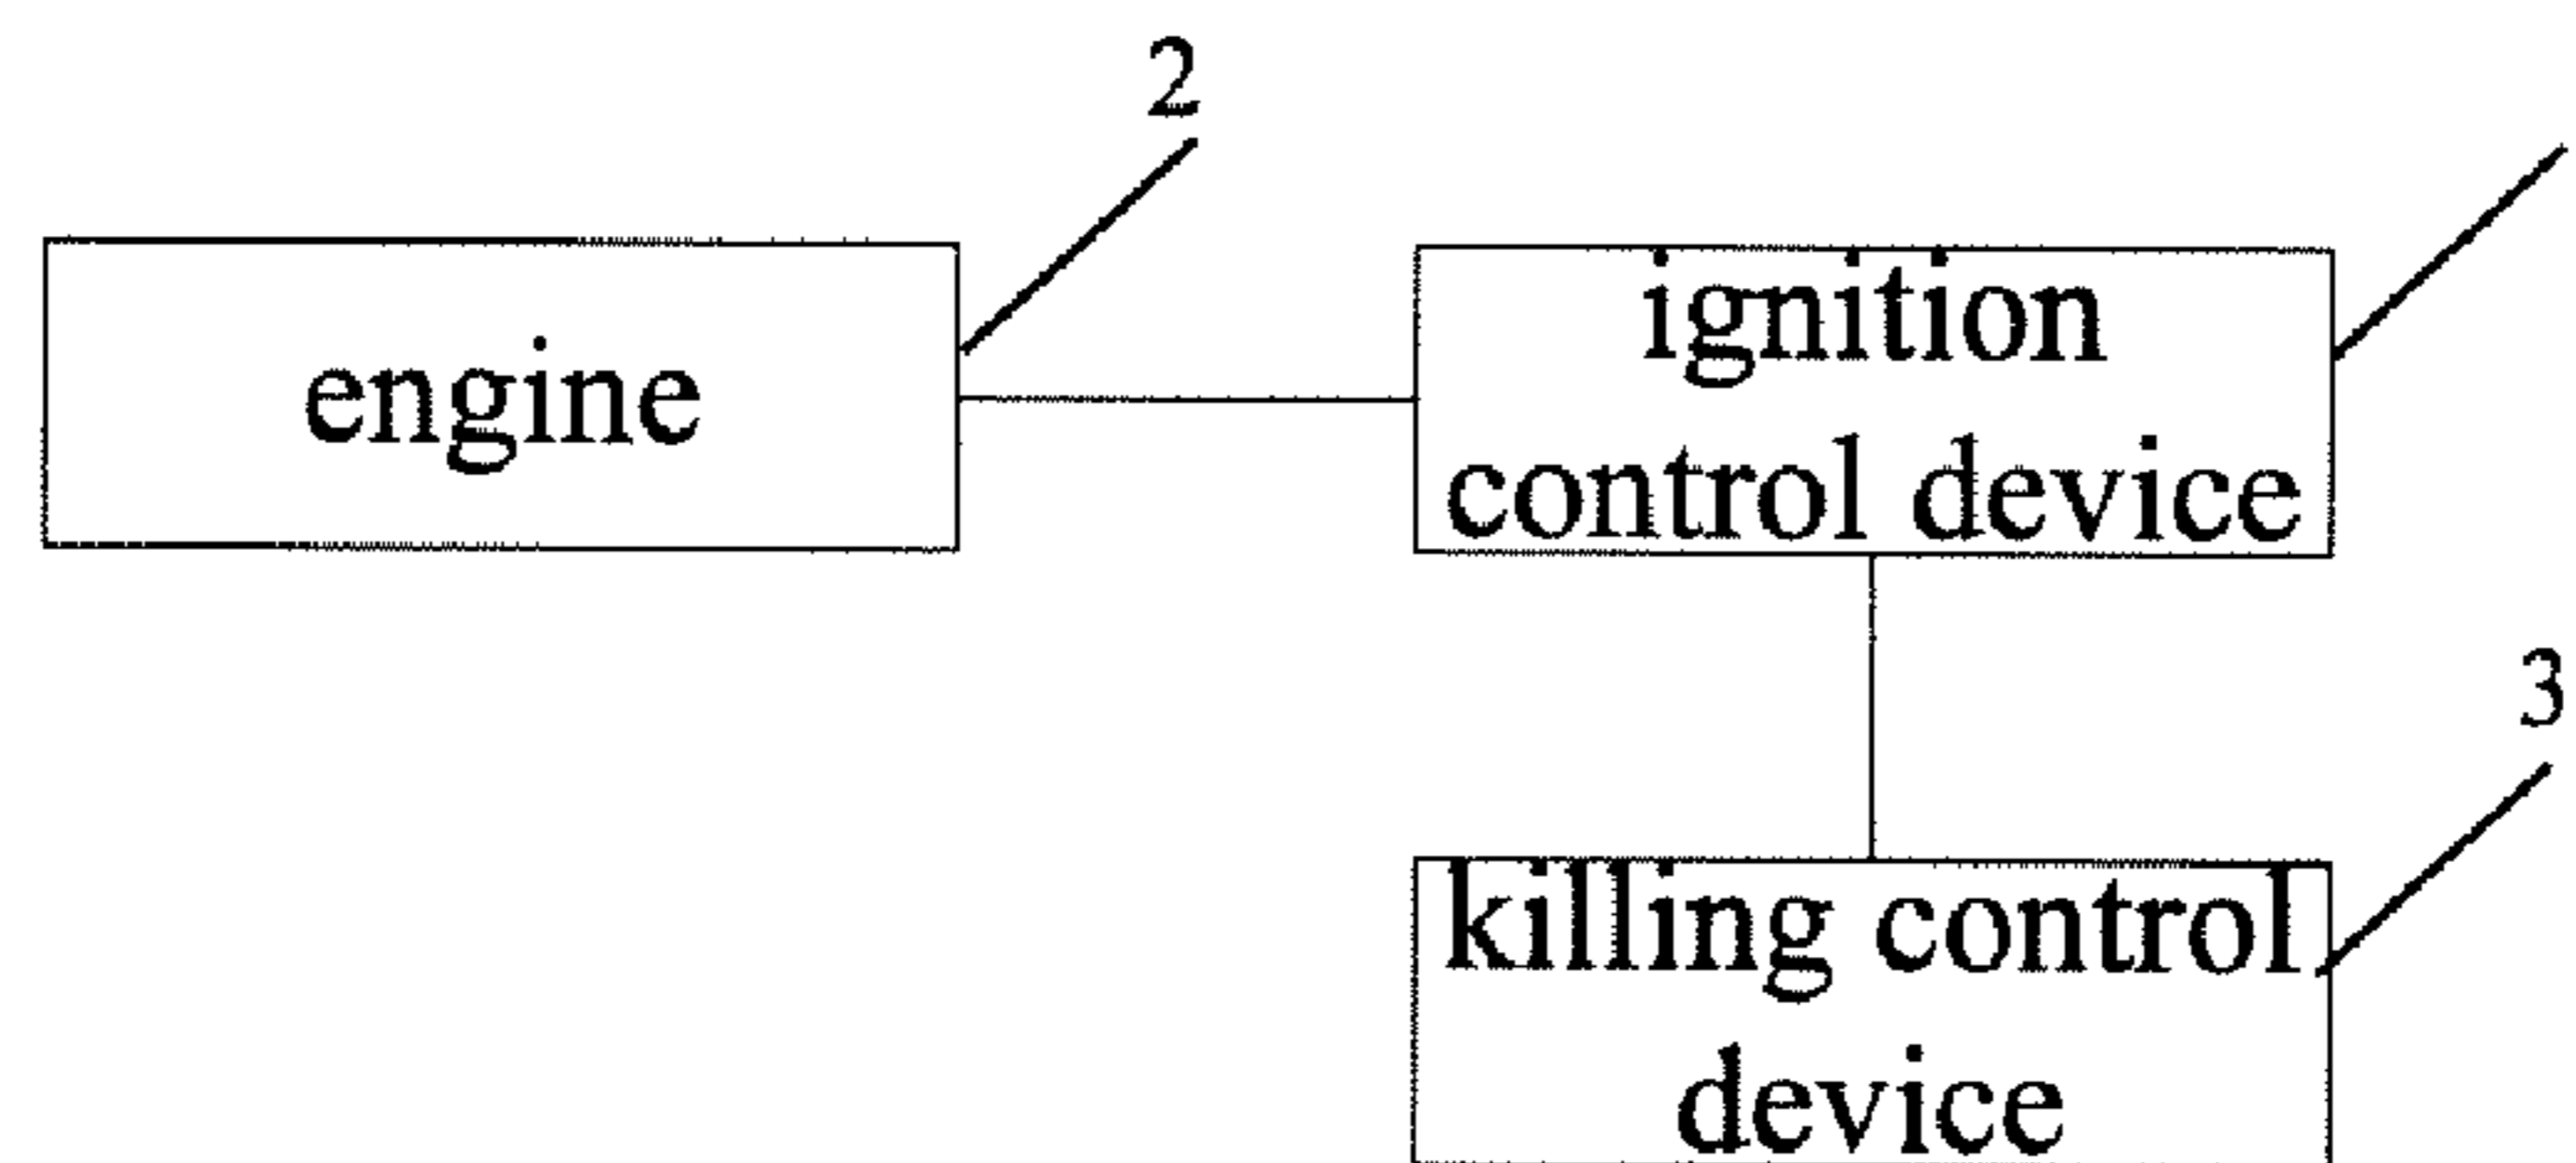 2
engine
ignition
control device
3
killing control
device